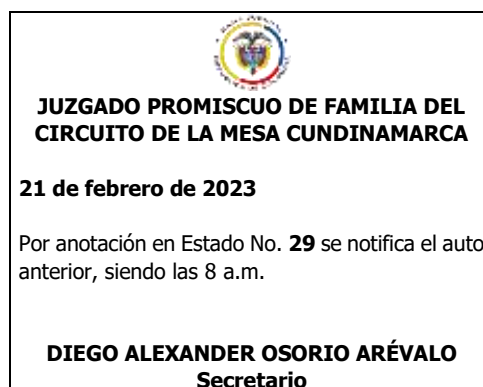 JUZGADO PROMISCUO DE FAMILIA DEL
CIRCUITO DE LA MESA CUNDINAMARCA
21 de febrero de 2023
Por anotación en Estado No. 29 se notifica el auto
anterior, siendo las 8 a.m.
DIEGO ALEXANDER OSORIO ARÉVALO
Secretario